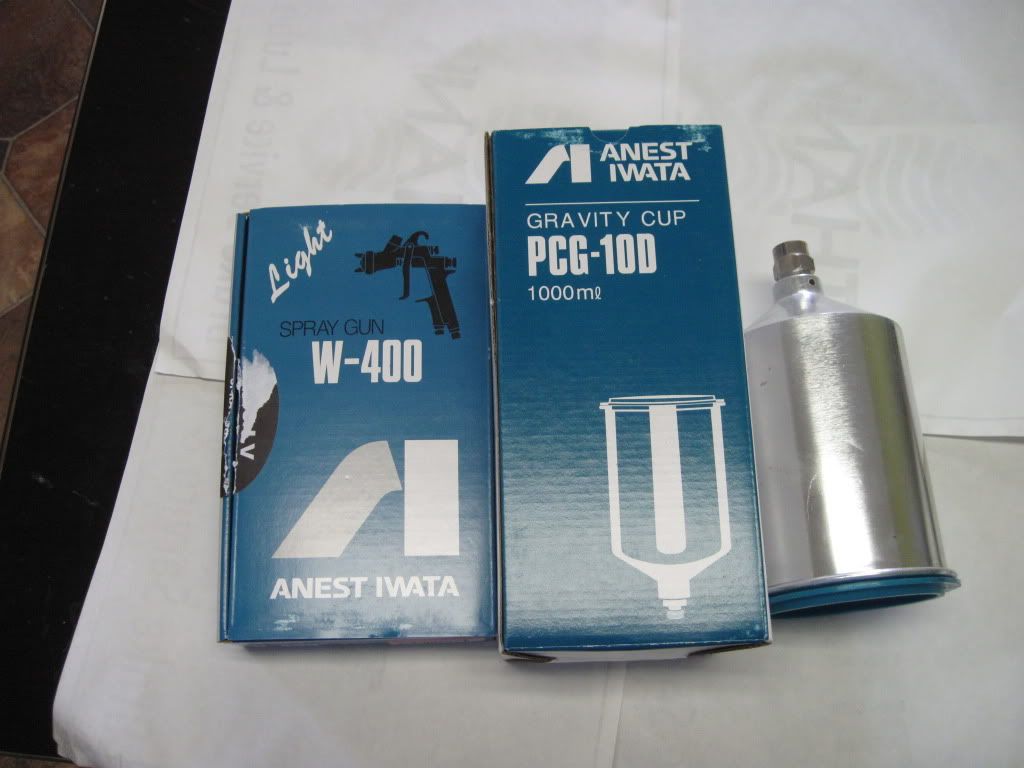 Light
SPRAY GUN
W-400
ANEST IWATA
ANEST
IWATA
GRAVITY CUP
PCG-10D
1000mℓ